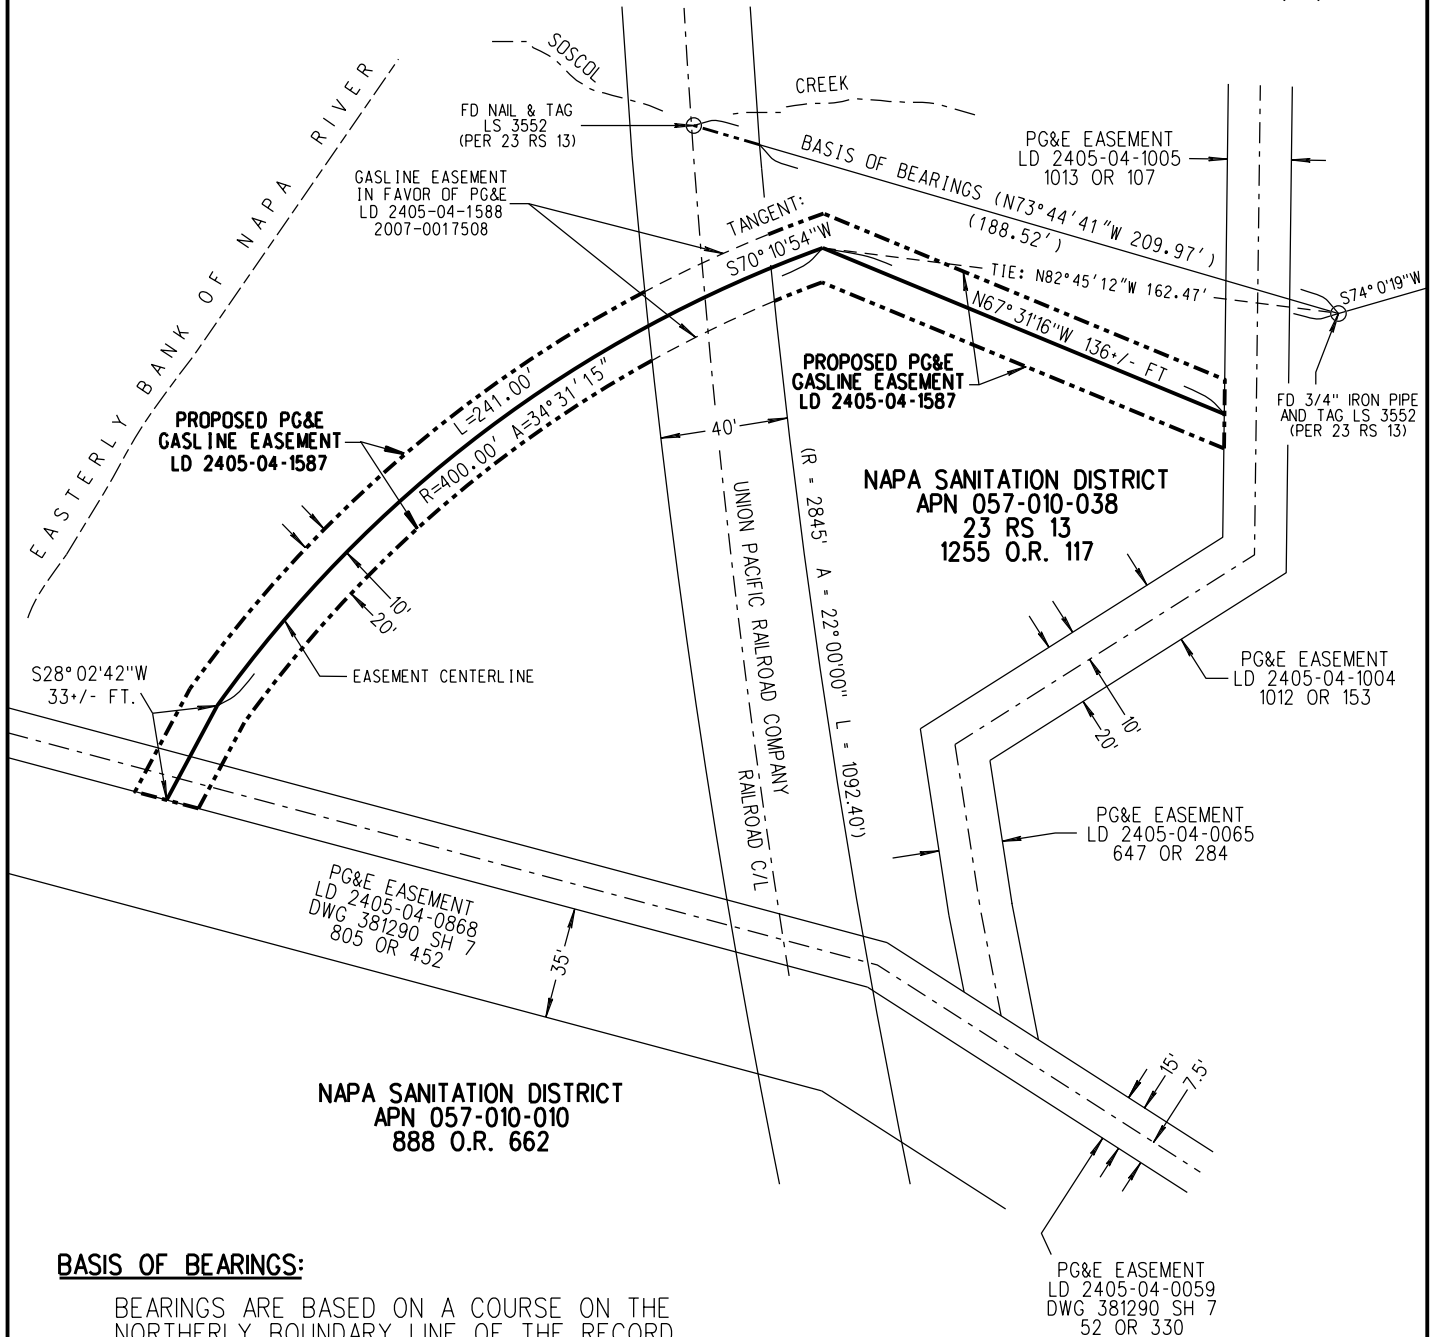 SOSCOL
CREEK
FD NAIL & TAG
LS 3552
(PER 23 RS 13)
PG&E EASEMENT
LD 2405-04-1005
1013 OR 107
BASIS OF BEARINGS (N73°44'41"W 209.97')
(188.52')
GASLINE EASEMENT
IN FAVOR OF PG&E
LD 2405-04-1588
2007-0017508
TANGENT:
S70°10'54"W
TIE: N82°45'12"W 162.47'
S74°0'19"W
N67°31'16"W 136+/- FT
EASTERLY BANK OF NAPA RIVER
PROPOSED PG&E
GASLINE EASEMENT
LD 2405-04-1587
FD 3/4" IRON PIPE
AND TAG LS 3552
(PER 23 RS 13)
PROPOSED PG&E
GASLINE EASEMENT
LD 2405-04-1587
L=241.00'
R=400.00' A=34°31'15"
40'
NAPA SANITATION DISTRICT
APN 057-010-038
23 RS 13
1255 O.R. 117
UNION PACIFIC RAILROAD COMPANY
RAILROAD C/L
(R = 2845' A = 22°00'00" L = 1092.40')
10'
20'
EASEMENT CENTERLINE
S28°02'42"W
33+/- FT.
PG&E EASEMENT
LD 2405-04-1004
1012 OR 153
10'
20'
PG&E EASEMENT
LD 2405-04-0065
647 OR 284
PG&E EASEMENT
LD 2405-04-0868
DWG 381290 SH 7
805 OR 452
35'
15'
7.5'
NAPA SANITATION DISTRICT
APN 057-010-010
888 O.R. 662
PG&E EASEMENT
LD 2405-04-0059
DWG 381290 SH 7
52 OR 330
BASIS OF BEARINGS:
BEARINGS ARE BASED ON A COURSE ON THE
NORTHERLY BOUNDARY LINE OF THE RECORD